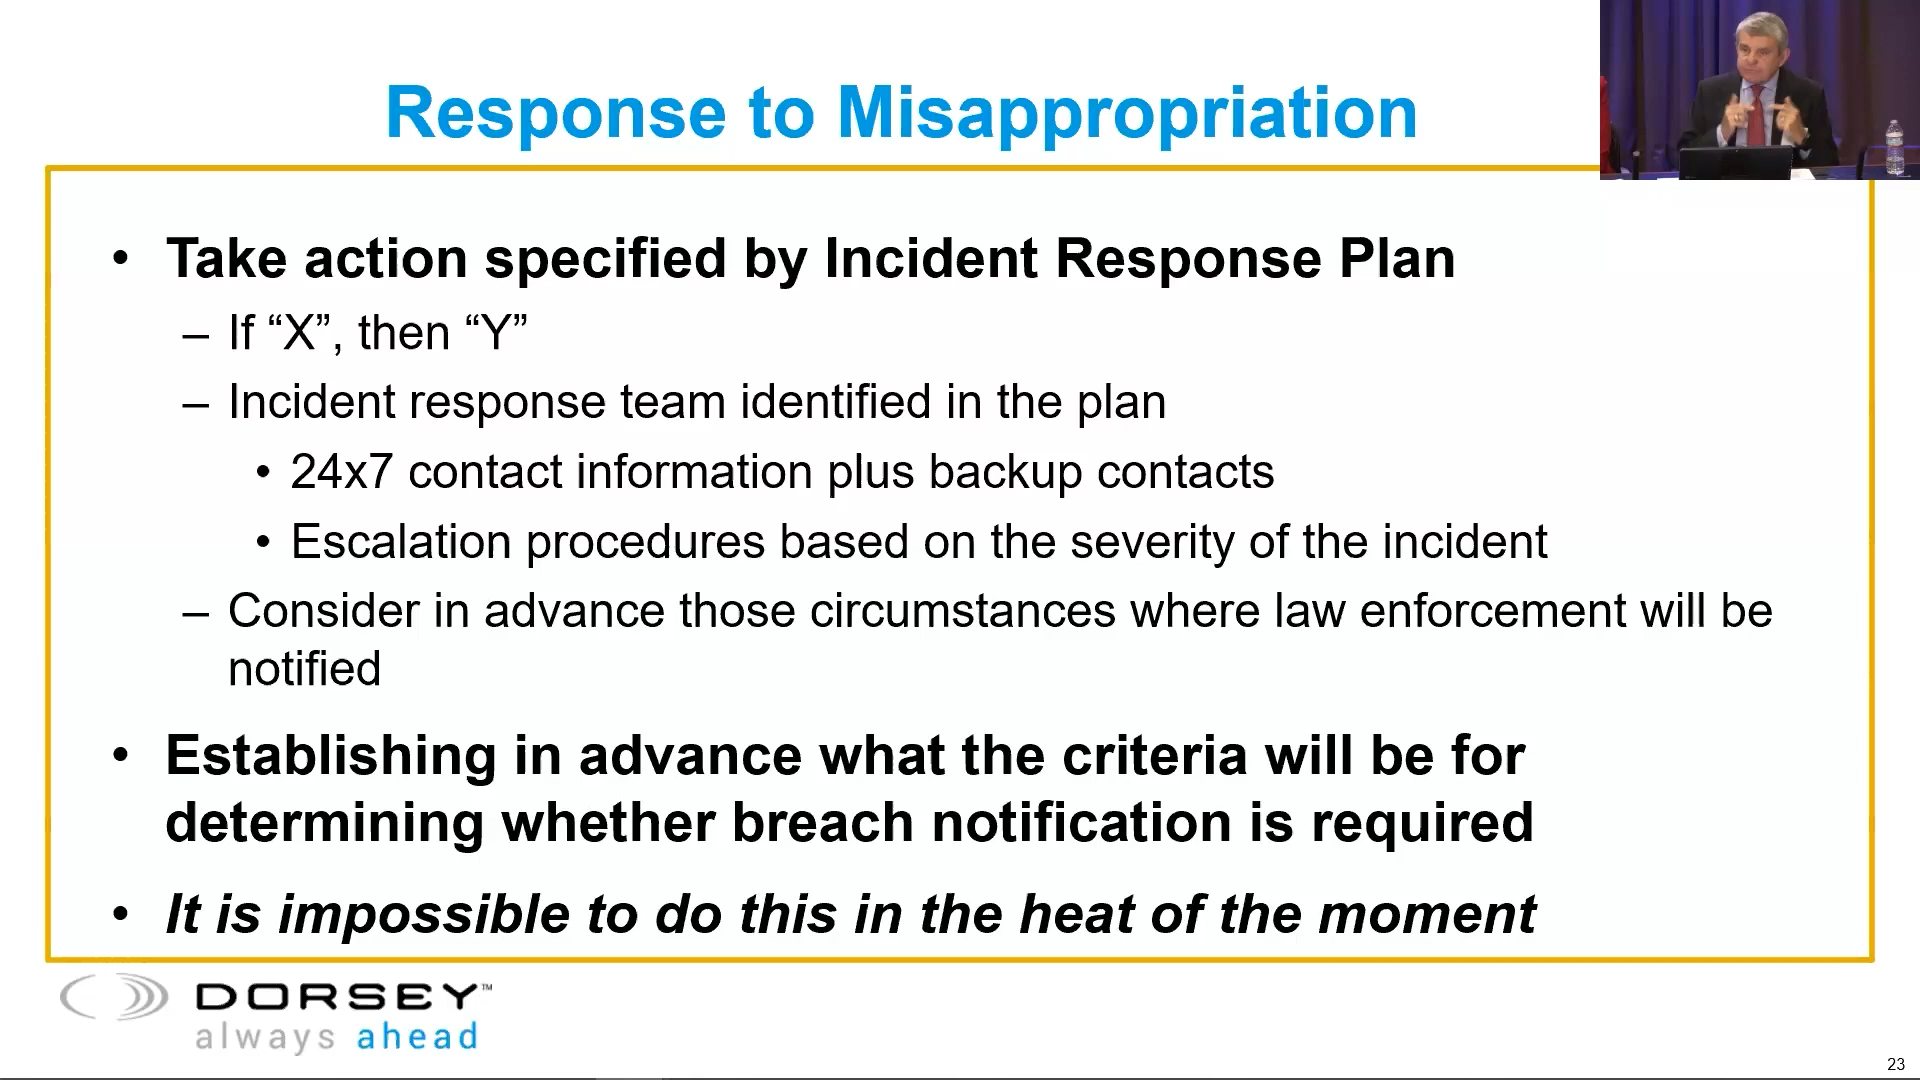 Response to Misappropriation
• Take action specified by Incident Response Plan
– If “X”, then “Y”
– Incident response team identified in the plan
• 24x7 contact information plus backup contacts
• Escalation procedures based on the severity of the incident
– Consider in advance those circumstances where law enforcement will be
notified
• Establishing in advance what the criteria will be for
determining whether breach notification is required
• It is impossible to do this in the heat of the moment
DORSEY™
always ahead
23